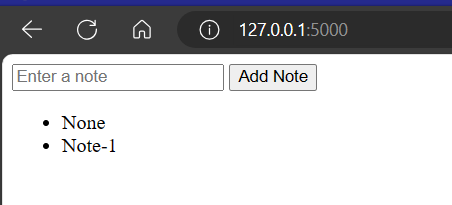 127.0.0.1:5000
Enter a note Add Note
None
Note-1